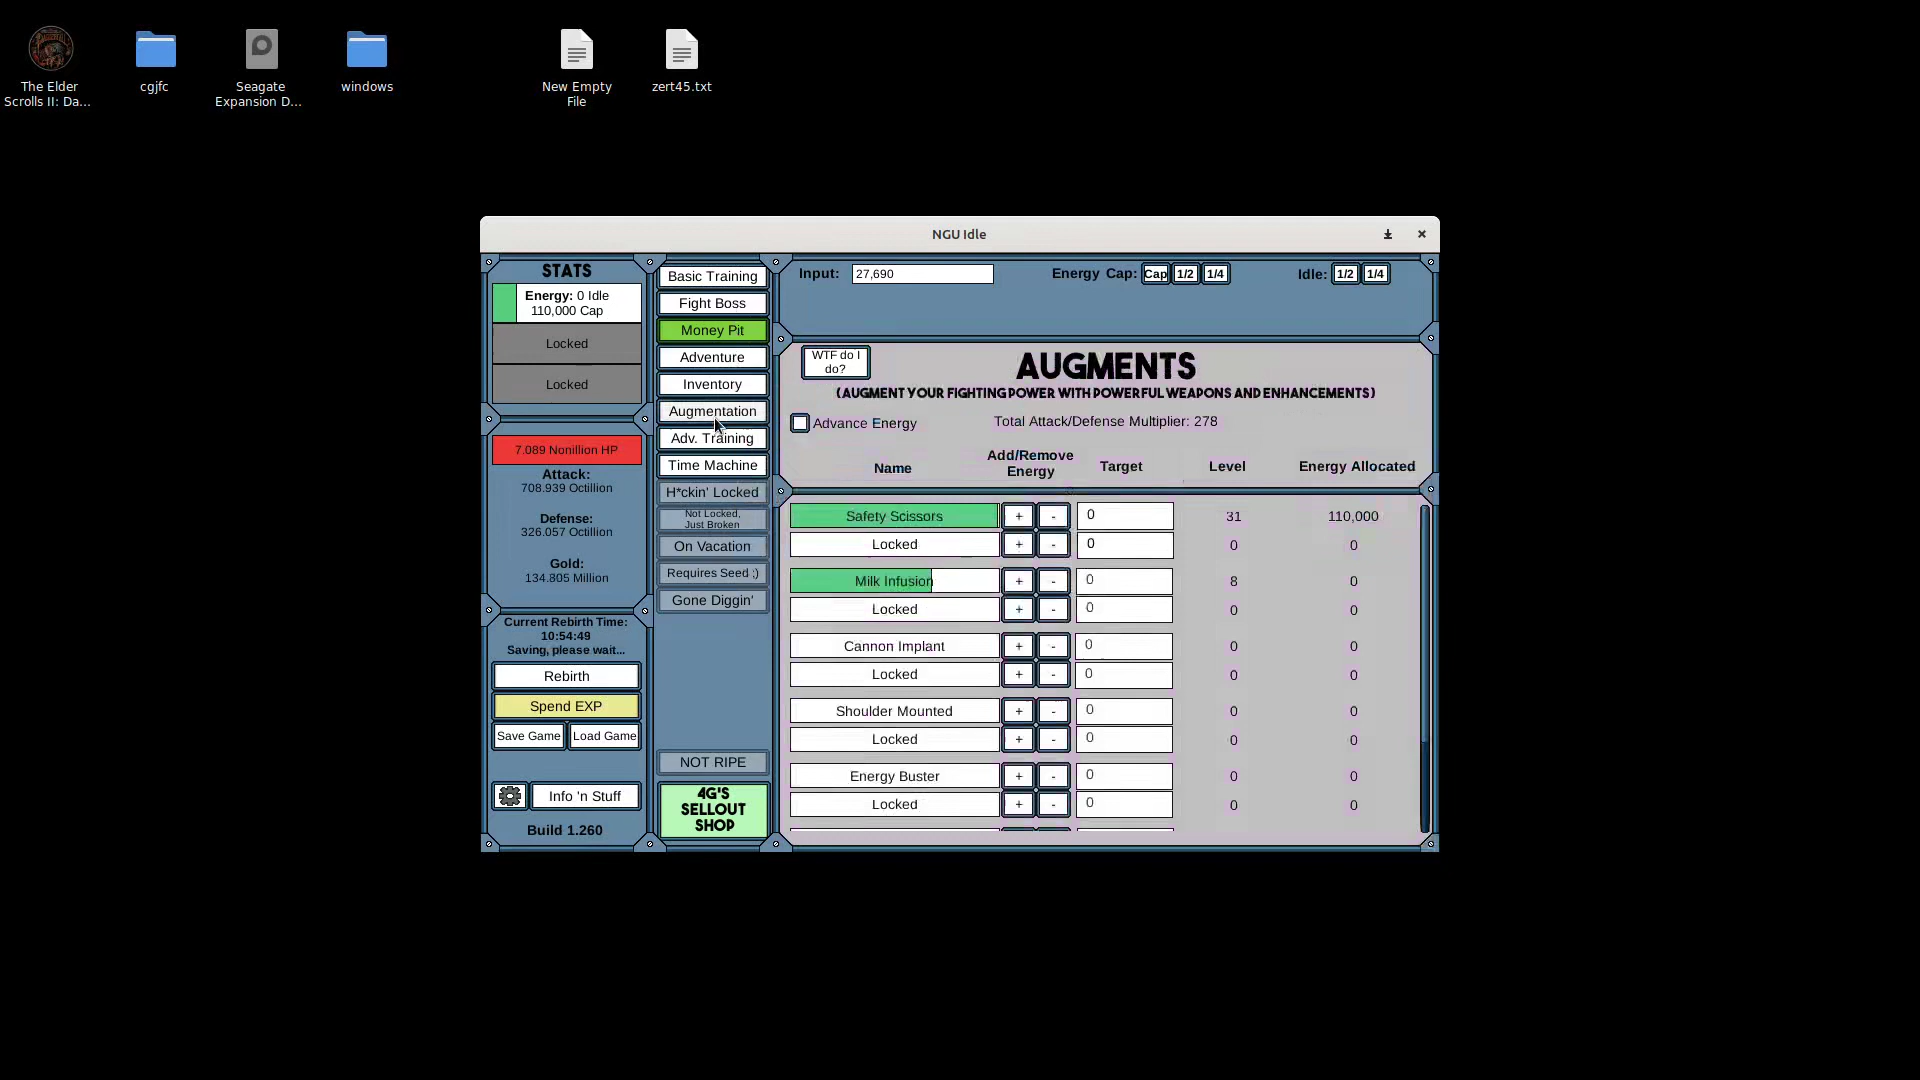 The Elder
Scrolls II: Da...
cgjfc
Seagate
Expansion D...
windows
New Empty
File
zert45.txt
NGU Idle
STATS
Energy: 0 Idle
110,000 Cap
Locked
Locked
7.089 Nonillion HP
Attack:
708.939 Octillion
Defense:
326.057 Octillion
Gold:
134.805 Million
Current Rebirth Time:
10:54:49
Saving, please wait...
Rebirth
Spend EXP
Save Game
Load Game
Info 'n Stuff
Build 1.260
Basic Training
Fight Boss
Money Pit
Adventure
Inventory
Augmentation
Adv. Training
Time Machine
H*ckin' Locked
Not Locked,
Just Broken
On Vacation
Requires Seed ;)
Gone Diggin'
NOT RIPE
4G'S
SELLOUT
SHOP
Input: 27,690
Energy Cap: Cap 1/2 1/4
Idle: 1/2 1/4
WTF do I
do?
AUGMENTS
(AUGMENT YOUR FIGHTING POWER WITH POWERFUL WEAPONS AND ENHANCEMENTS)
Advance Energy
Total Attack/Defense Multiplier: 278
Name Add/Remove Energy Target Level Energy Allocated
Safety Scissors + - 0 31 110,000
Locked + - 0 0 0
Milk Infusion + - 0 8 0
Locked + - 0 0 0
Cannon Implant + - 0 0 0
Locked + - 0 0 0
Shoulder Mounted + - 0 0 0
Locked + - 0 0 0
Energy Buster + - 0 0 0
Locked + - 0 0 0